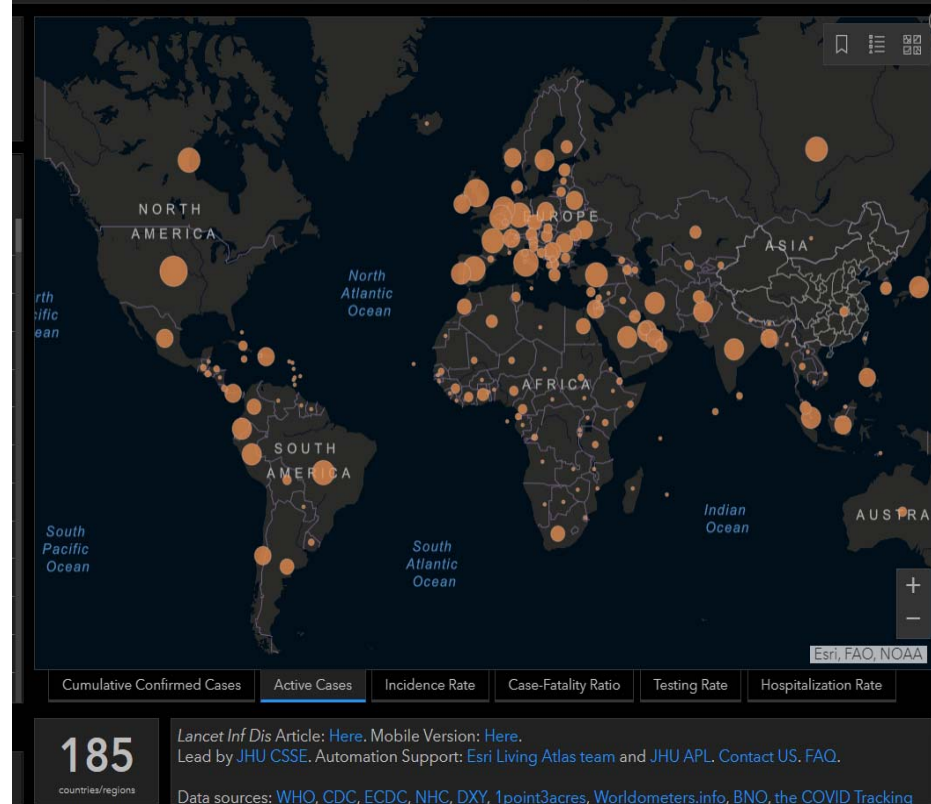 NORTH
AMERICA
North
Atlantic
Ocean
rth
cific
ean
EUROPE
ASIA
AFRICA
SOUTH
AMERICA
South
Pacific
Ocean
South
Atlantic
Ocean
Indian
Ocean
AUSTRA
+
−
Esri, FAO, NOAA
Cumulative Confirmed Cases
Active Cases
Incidence Rate
Case-Fatality Ratio
Testing Rate
Hospitalization Rate
185
countries/regions
Lancet Inf Dis Article: Here. Mobile Version: Here.
Lead by JHU CSSE. Automation Support: Esri Living Atlas team and JHU APL. Contact US. FAQ.
Data sources: WHO, CDC, ECDC, NHC, DXY, 1point3acres, Worldometers.info, BNO, the COVID Tracking